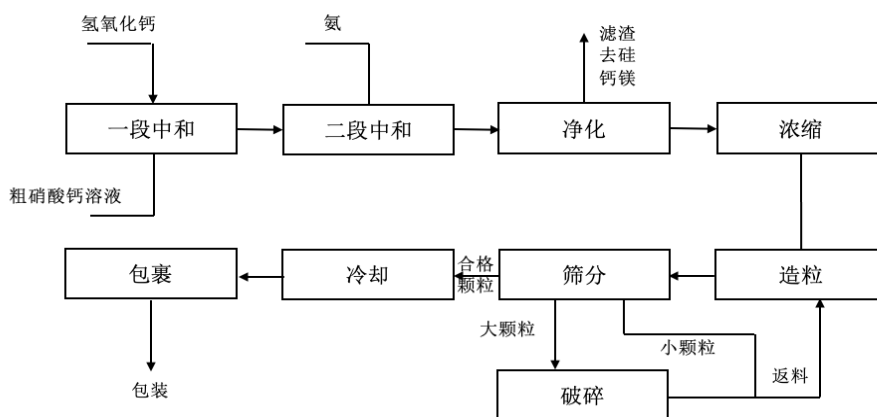 氢氧化钙
氨
滤渣
去硅
钙镁
一段中和
二段中和
净化
浓缩
粗硝酸钙溶液
包裹
冷却
合格
颗粒
筛分
造粒
大颗粒
小颗粒
返料
包装
破碎